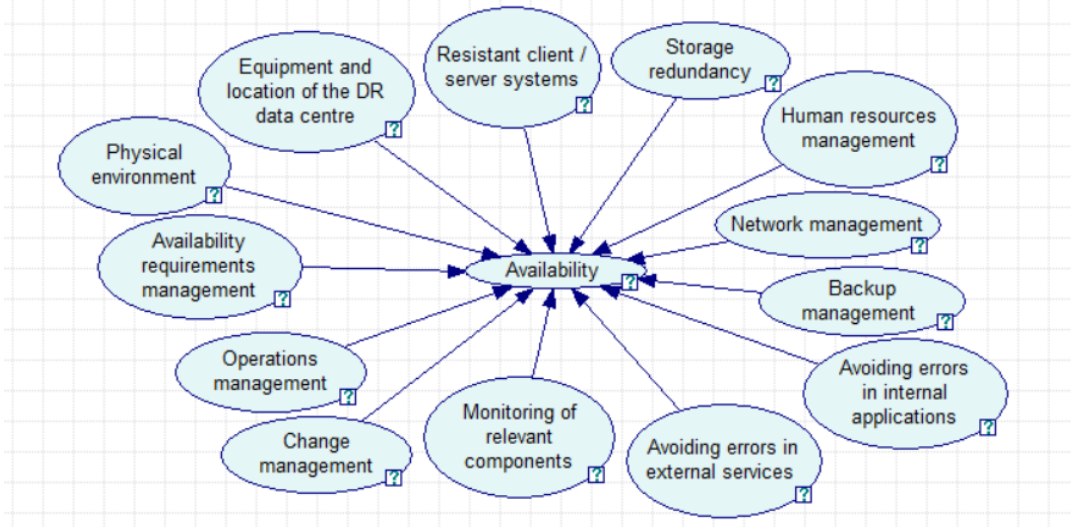 Resistant client /
server systems
Storage
redundancy
?
?
Equipment and
location of the DR
data centre
?
Human resources
management
?
Physical
environment
?
Network management
?
Availability
requirements
management
?
Availability
?
Backup
management
?
Operations
management
?
Avoiding errors
in internal
applications
?
Monitoring of
relevant
components
?
Change
management
?
Avoiding errors in
external services
?